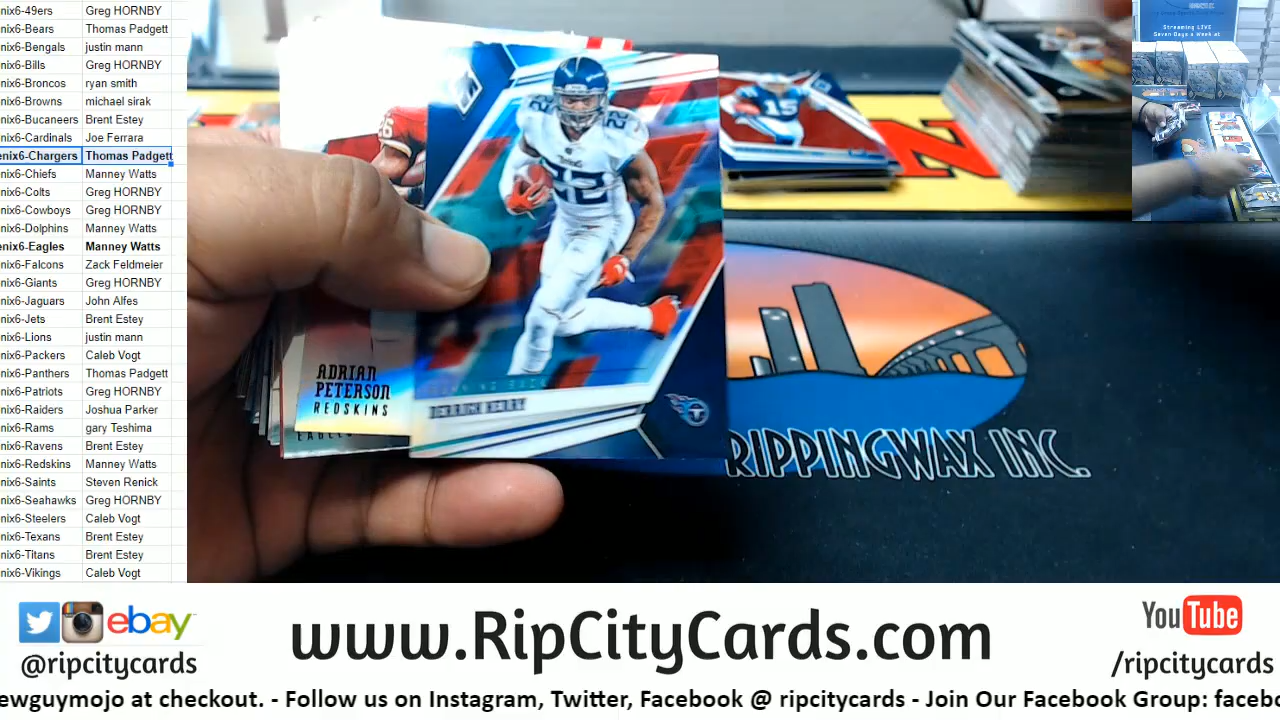 nix6-49ers Greg HORNBY
nix6-Bears Thomas Padgett
nix6-Bengals justin mann
nix6-Bills Greg HORNBY
nix6-Broncos ryan smith
nix6-Browns michael sirak
nix6-Bucaneers Brent Estey
nix6-Cardinals Joe Ferrara
enix6-Chargers Thomas Padgett
nix6-Chiefs Manney Watts
nix6-Colts Greg HORNBY
nix6-Cowboys Greg HORNBY
nix6-Dolphins Manney Watts
enix6-Eagles Manney Watts
nix6-Falcons Zack Feldmeier
nix6-Giants Greg HORNBY
nix6-Jaguars John Alfes
nix6-Jets Brent Estey
nix6-Lions justin mann
nix6-Packers Caleb Vogt
nix6-Panthers Thomas Padgett
nix6-Patriots Greg HORNBY
nix6-Raiders Joshua Parker
nix6-Rams gary Teshima
nix6-Ravens Brent Estey
nix6-Redskins Manney Watts
nix6-Saints Steven Renick
nix6-Seahawks Greg HORNBY
nix6-Steelers Caleb Vogt
nix6-Texans Brent Estey
nix6-Titans Brent Estey
nix6-Vikings Caleb Vogt
Streaming LIVE
Seven Days a Week at
15
26
22
22
TITANS
RUNNING BACK
DERRICK HENRY
ADRIAN
PETERSON
REDSKINS
EAGLES
RIPPINGWAX INC.
ebay
@ripcitycards
www.RipCityCards.com
YouTube
/ripcitycards
ewguymojo at checkout. - Follow us on Instagram, Twitter, Facebook @ ripcitycards - Join Our Facebook Group: facebo